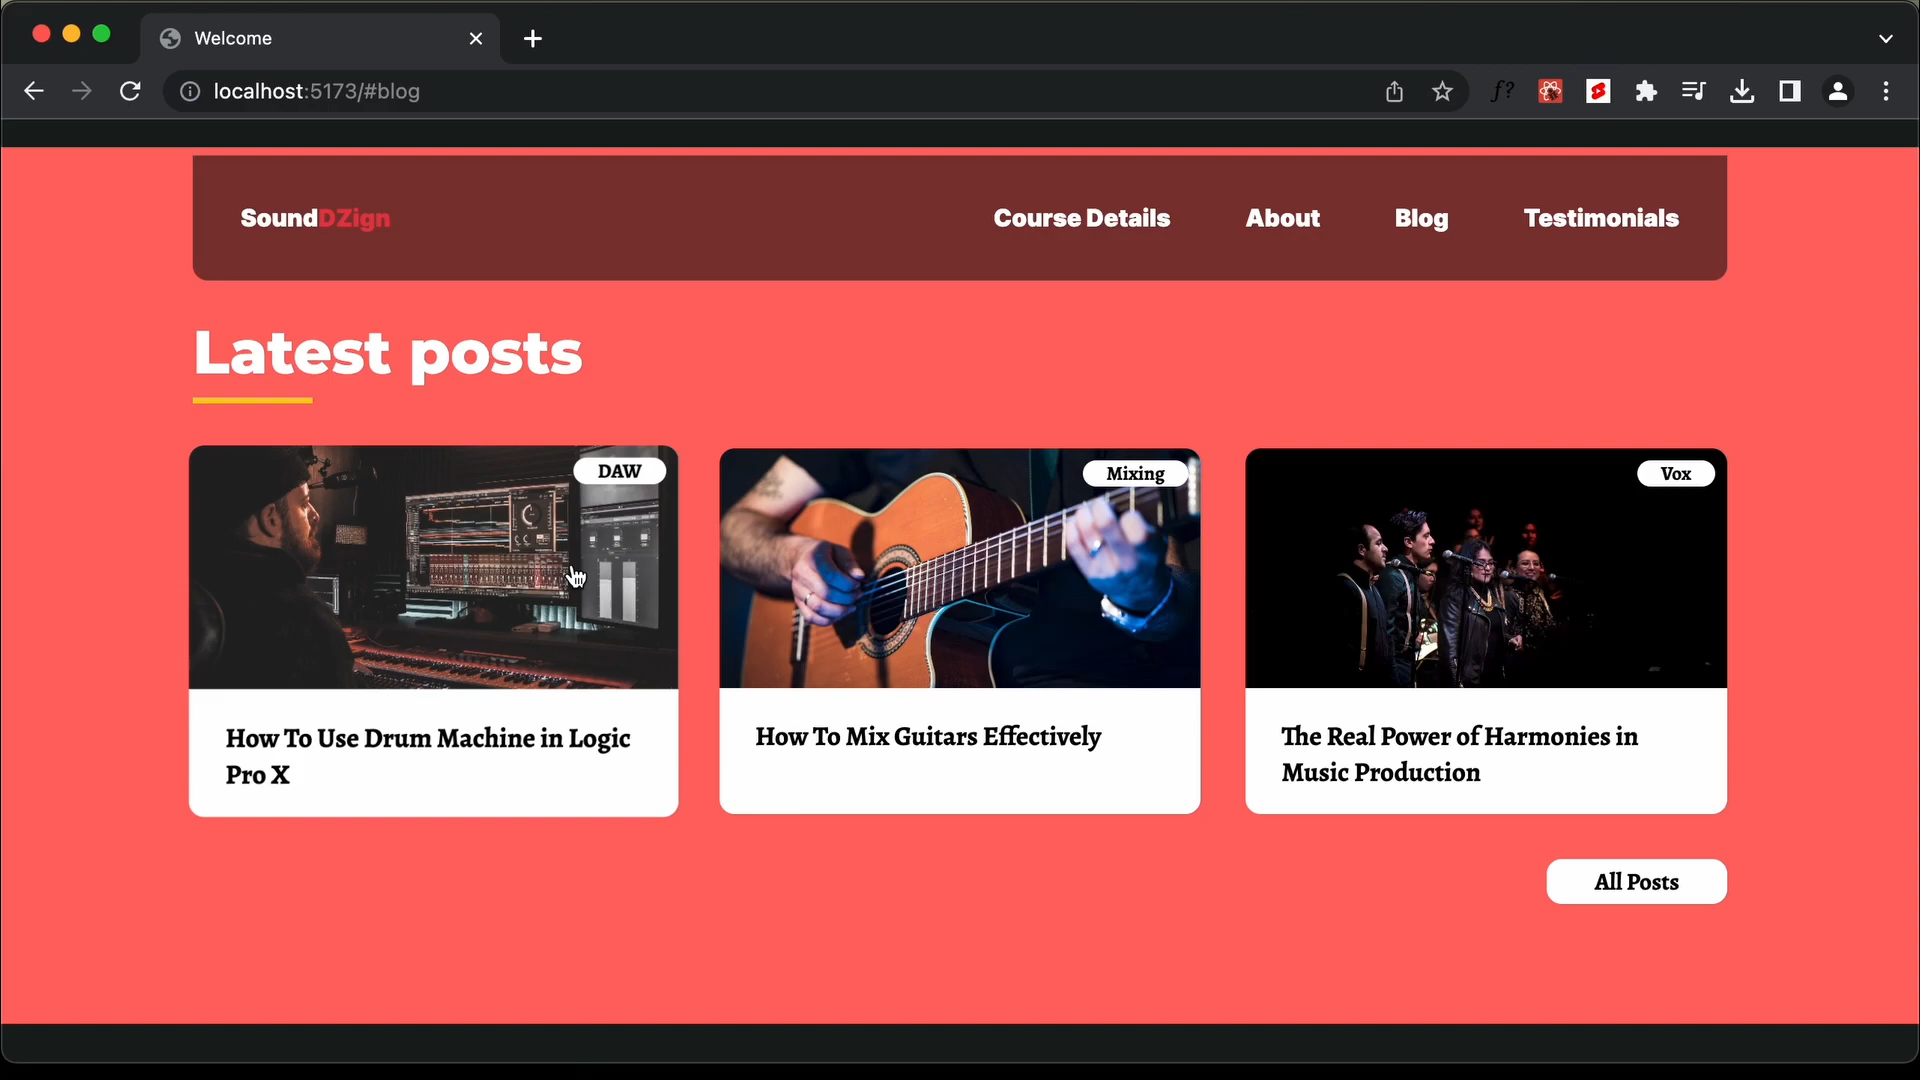 Welcome
localhost:5173/#blog
f?
SoundDZign
Course Details
About
Blog
Testimonials
Latest posts
DAW
Mixing
Vox
How To Use Drum Machine in Logic
Pro X
How To Mix Guitars Effectively
The Real Power of Harmonies in
Music Production
All Posts